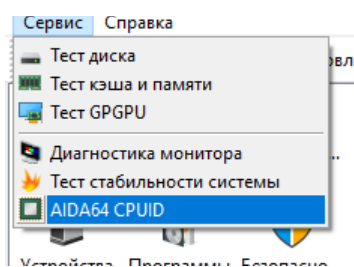 Сервис Справка
Тест диска
Тест кэша и памяти
Тест GPGPU
Диагностика монитора
Тест стабильности системы
AIDA64 CPUID